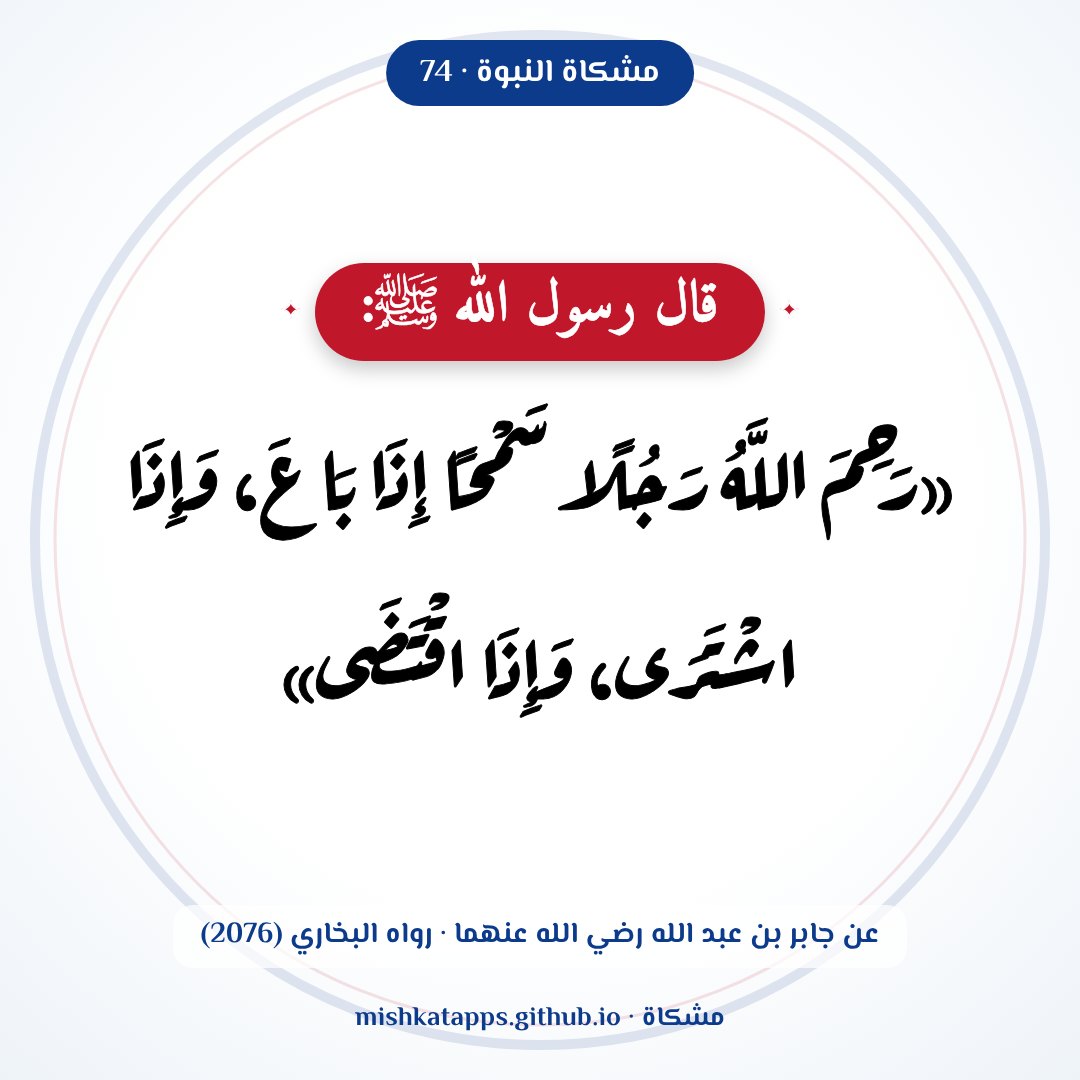 مشكاة النبوة · 74
قال رسول الله ﷺ:
«رَحِمَ اللَّهُ رَجُلًا سَمْحًا إِذَا بَاعَ، وَإِذَا
اشْتَرَى، وَإِذَا اقْتَضَى»
عن جابر بن عبد الله رضي الله عنهما · رواه البخاري (2076)
مشكاة · mishkatapps.github.io